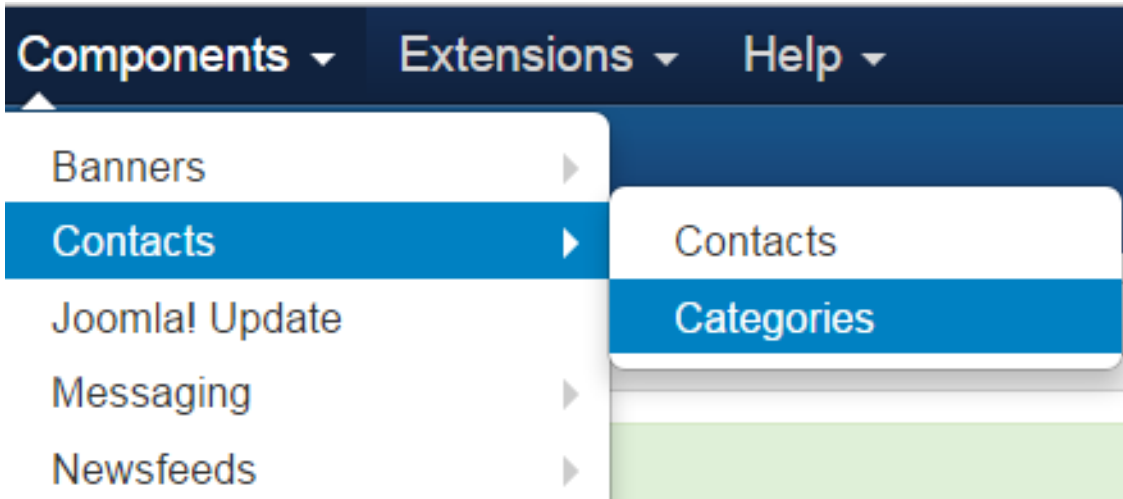 Components Extensions Help
Banners
Contacts
Joomla! Update
Messaging
Newsfeeds
Contacts
Categories